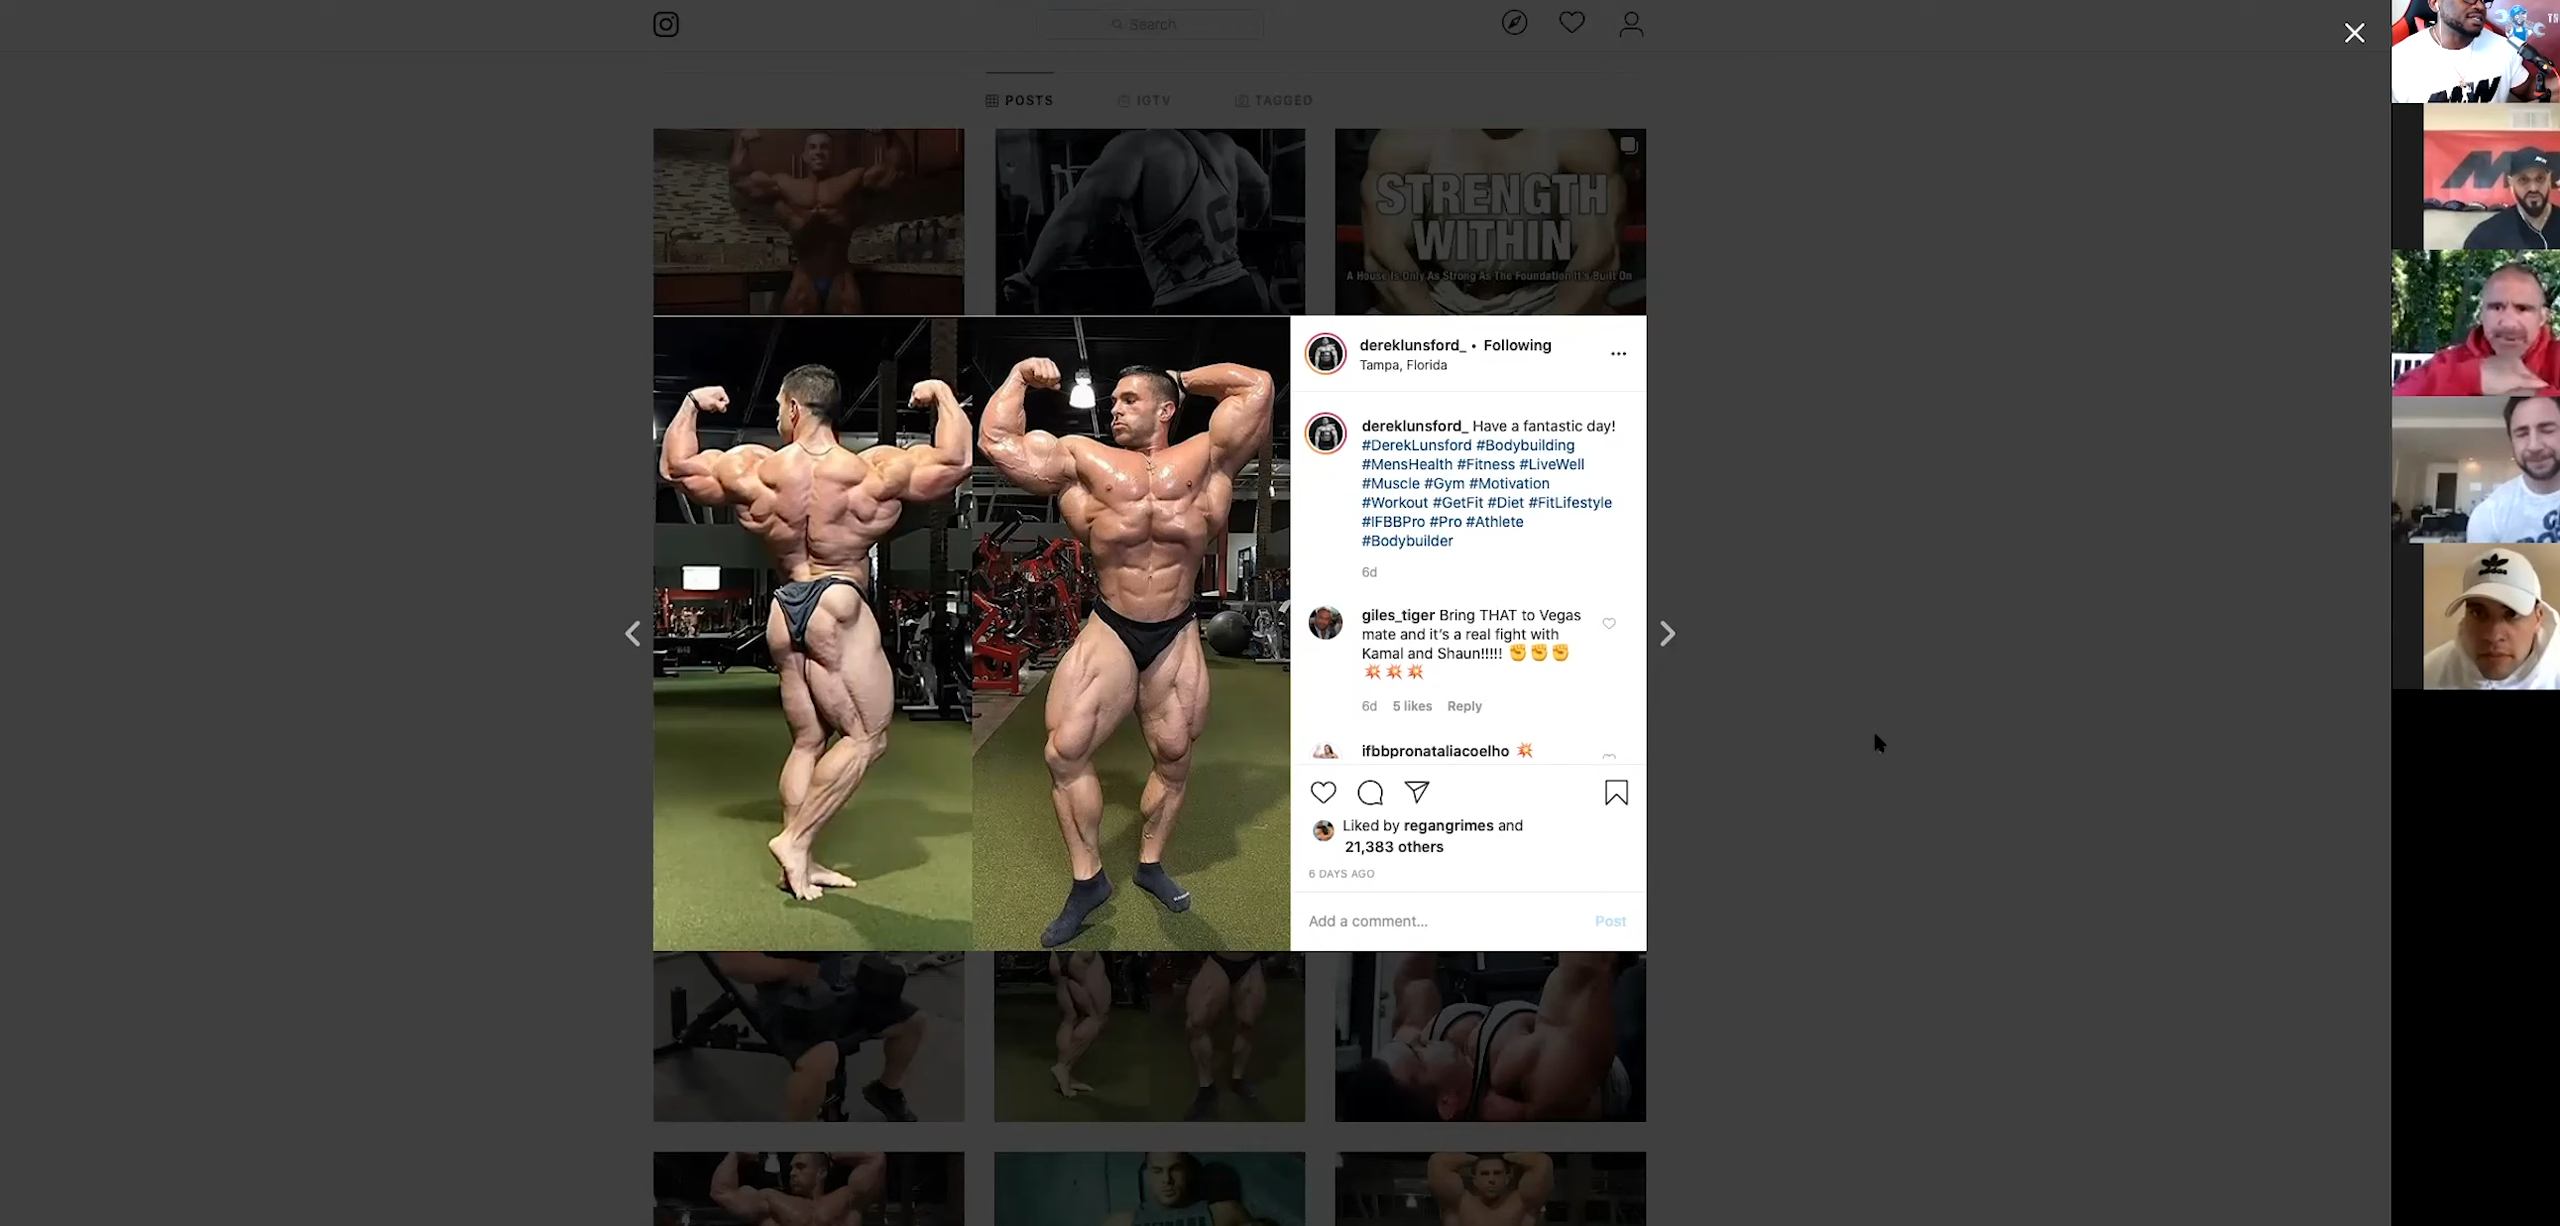 Search
POSTS
IGTV
TAGGED
STRENGTH
WITHIN
A House Is Only As Strong As The Foundation It's Built On
dereklunsford_ • Following
Tampa, Florida
dereklunsford_ Have a fantastic day!
#DerekLunsford #Bodybuilding
#MensHealth #Fitness #LiveWell
#Muscle #Gym #Motivation
#Workout #GetFit #Diet #FitLifestyle
#IFBBPro #Pro #Athlete
#Bodybuilder
6d
giles_tiger Bring THAT to Vegas
mate and it's a real fight with
Kamal and Shaun!!!!! ✊✊✊
💥💥💥
6d 5 likes Reply
ifbbpronataliacoelho 💥
Liked by regangrimes and
21,383 others
6 DAYS AGO
Add a comment...
Post